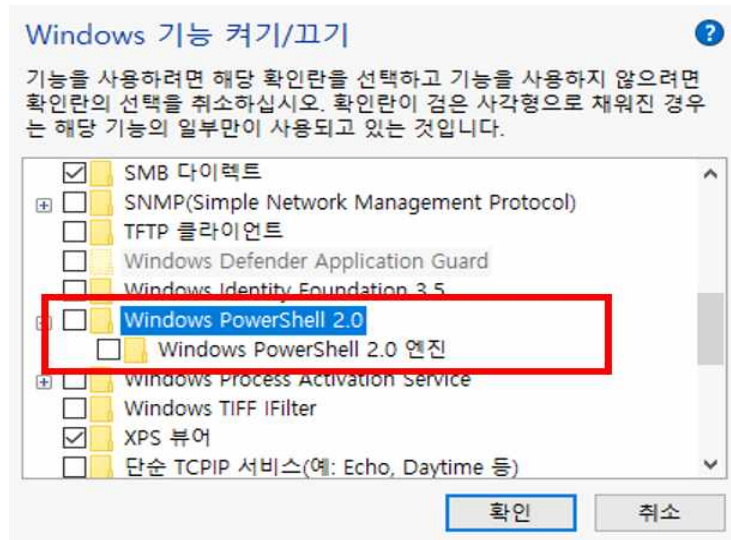 Windows 기능 켜기/끄기
?
기능을 사용하려면 해당 확인란을 선택하고 기능을 사용하지 않으려면
확인란의 선택을 취소하십시오. 확인란이 검은 사각형으로 채워진 경우
는 해당 기능의 일부만이 사용되고 있는 것입니다.
SMB 다이렉트
SNMP(Simple Network Management Protocol)
TFTP 클라이언트
Windows Defender Application Guard
Windows Identity Foundation 3.5
Windows PowerShell 2.0
Windows PowerShell 2.0 엔진
Windows Process Activation Service
Windows TIFF IFilter
XPS 뷰어
단순 TCPIP 서비스(예: Echo, Daytime 등)
확인
취소